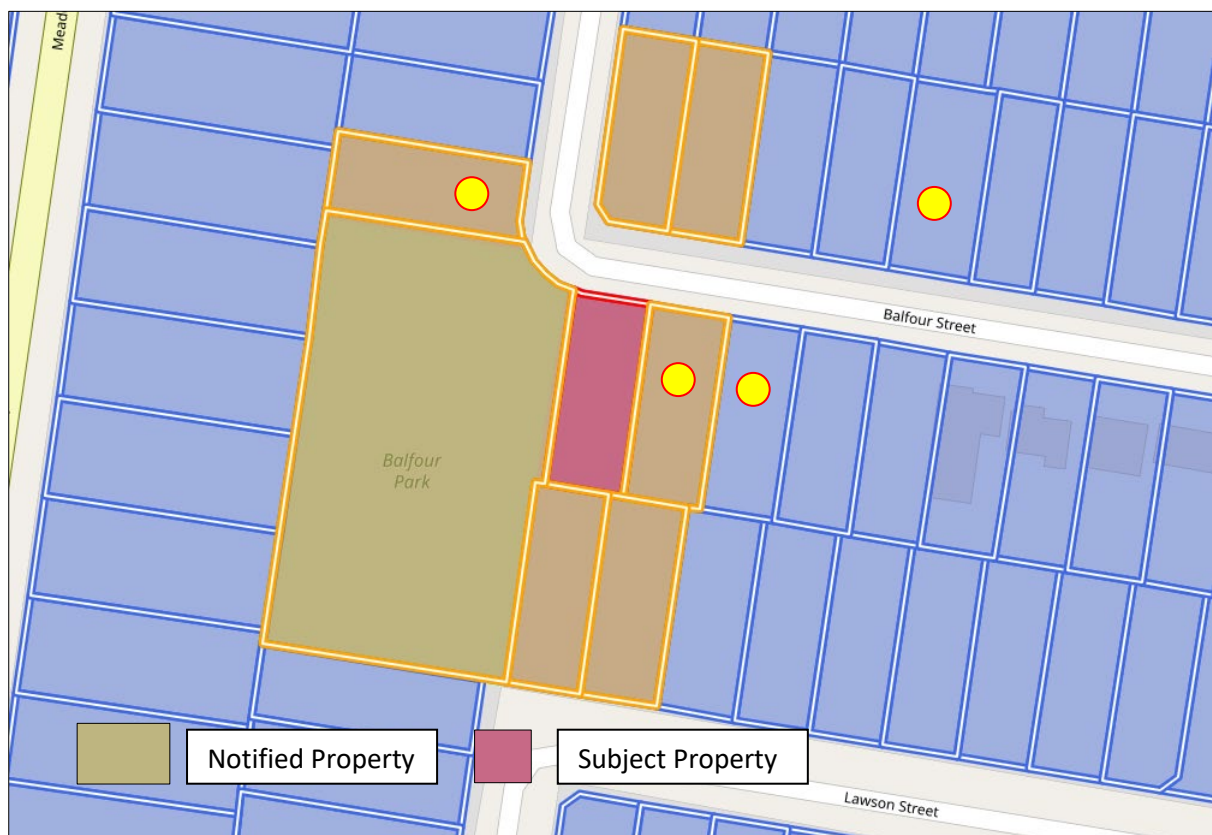 Mead
Balfour Street
Balfour
Park
Notified Property
Subject Property
Lawson Street